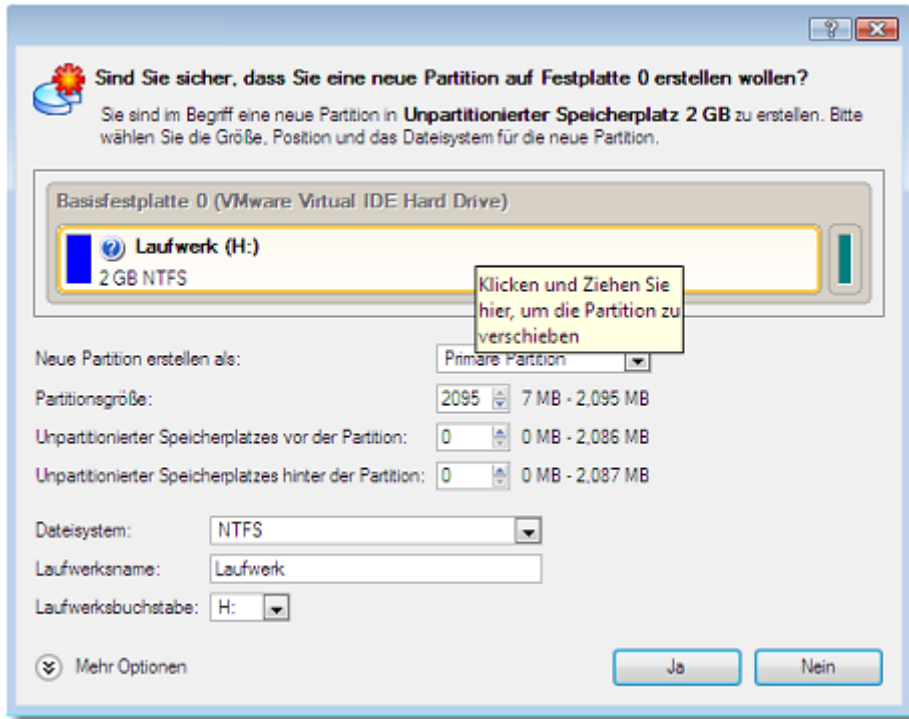 Sind Sie sicher, dass Sie eine neue Partition auf Festplatte 0 erstellen wollen?
Sie sind im Begriff eine neue Partition in Unpartitionierter Speicherplatz 2 GB zu erstellen. Bitte
wählen Sie die Größe, Position und das Dateisystem für die neue Partition.
Basisfestplatte 0 (VMware Virtual IDE Hard Drive)
Laufwerk (H:)
2 GB NTFS
Klicken und Ziehen Sie
hier, um die Partition zu
verschieben
Neue Partition erstellen als: Primäre Partition
Partitionsgröße: 2095 7 MB - 2,095 MB
Unpartitionierter Speicherplatzes vor der Partition: 0 0 MB - 2,086 MB
Unpartitionierter Speicherplatzes hinter der Partition: 0 0 MB - 2,087 MB
Dateisystem: NTFS
Laufwerksname: Laufwerk
Laufwerksbuchstabe: H:
Mehr Optionen Ja Nein